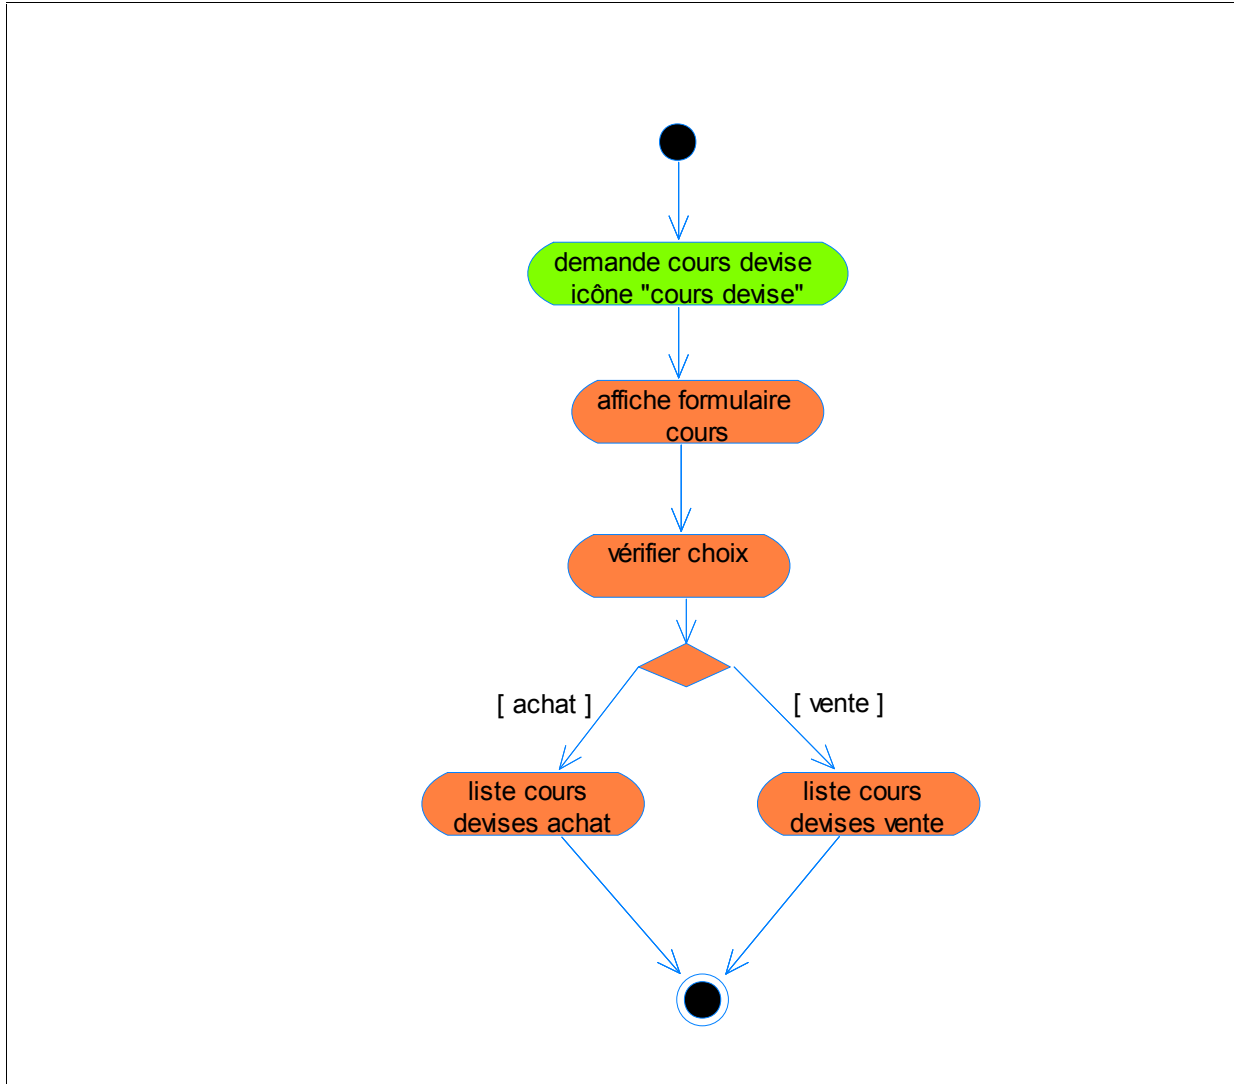 demande cours devise
icône "cours devise"
affiche formulaire
cours
vérifier choix
[ achat ]
[ vente ]
liste cours
devises achat
liste cours
devises vente